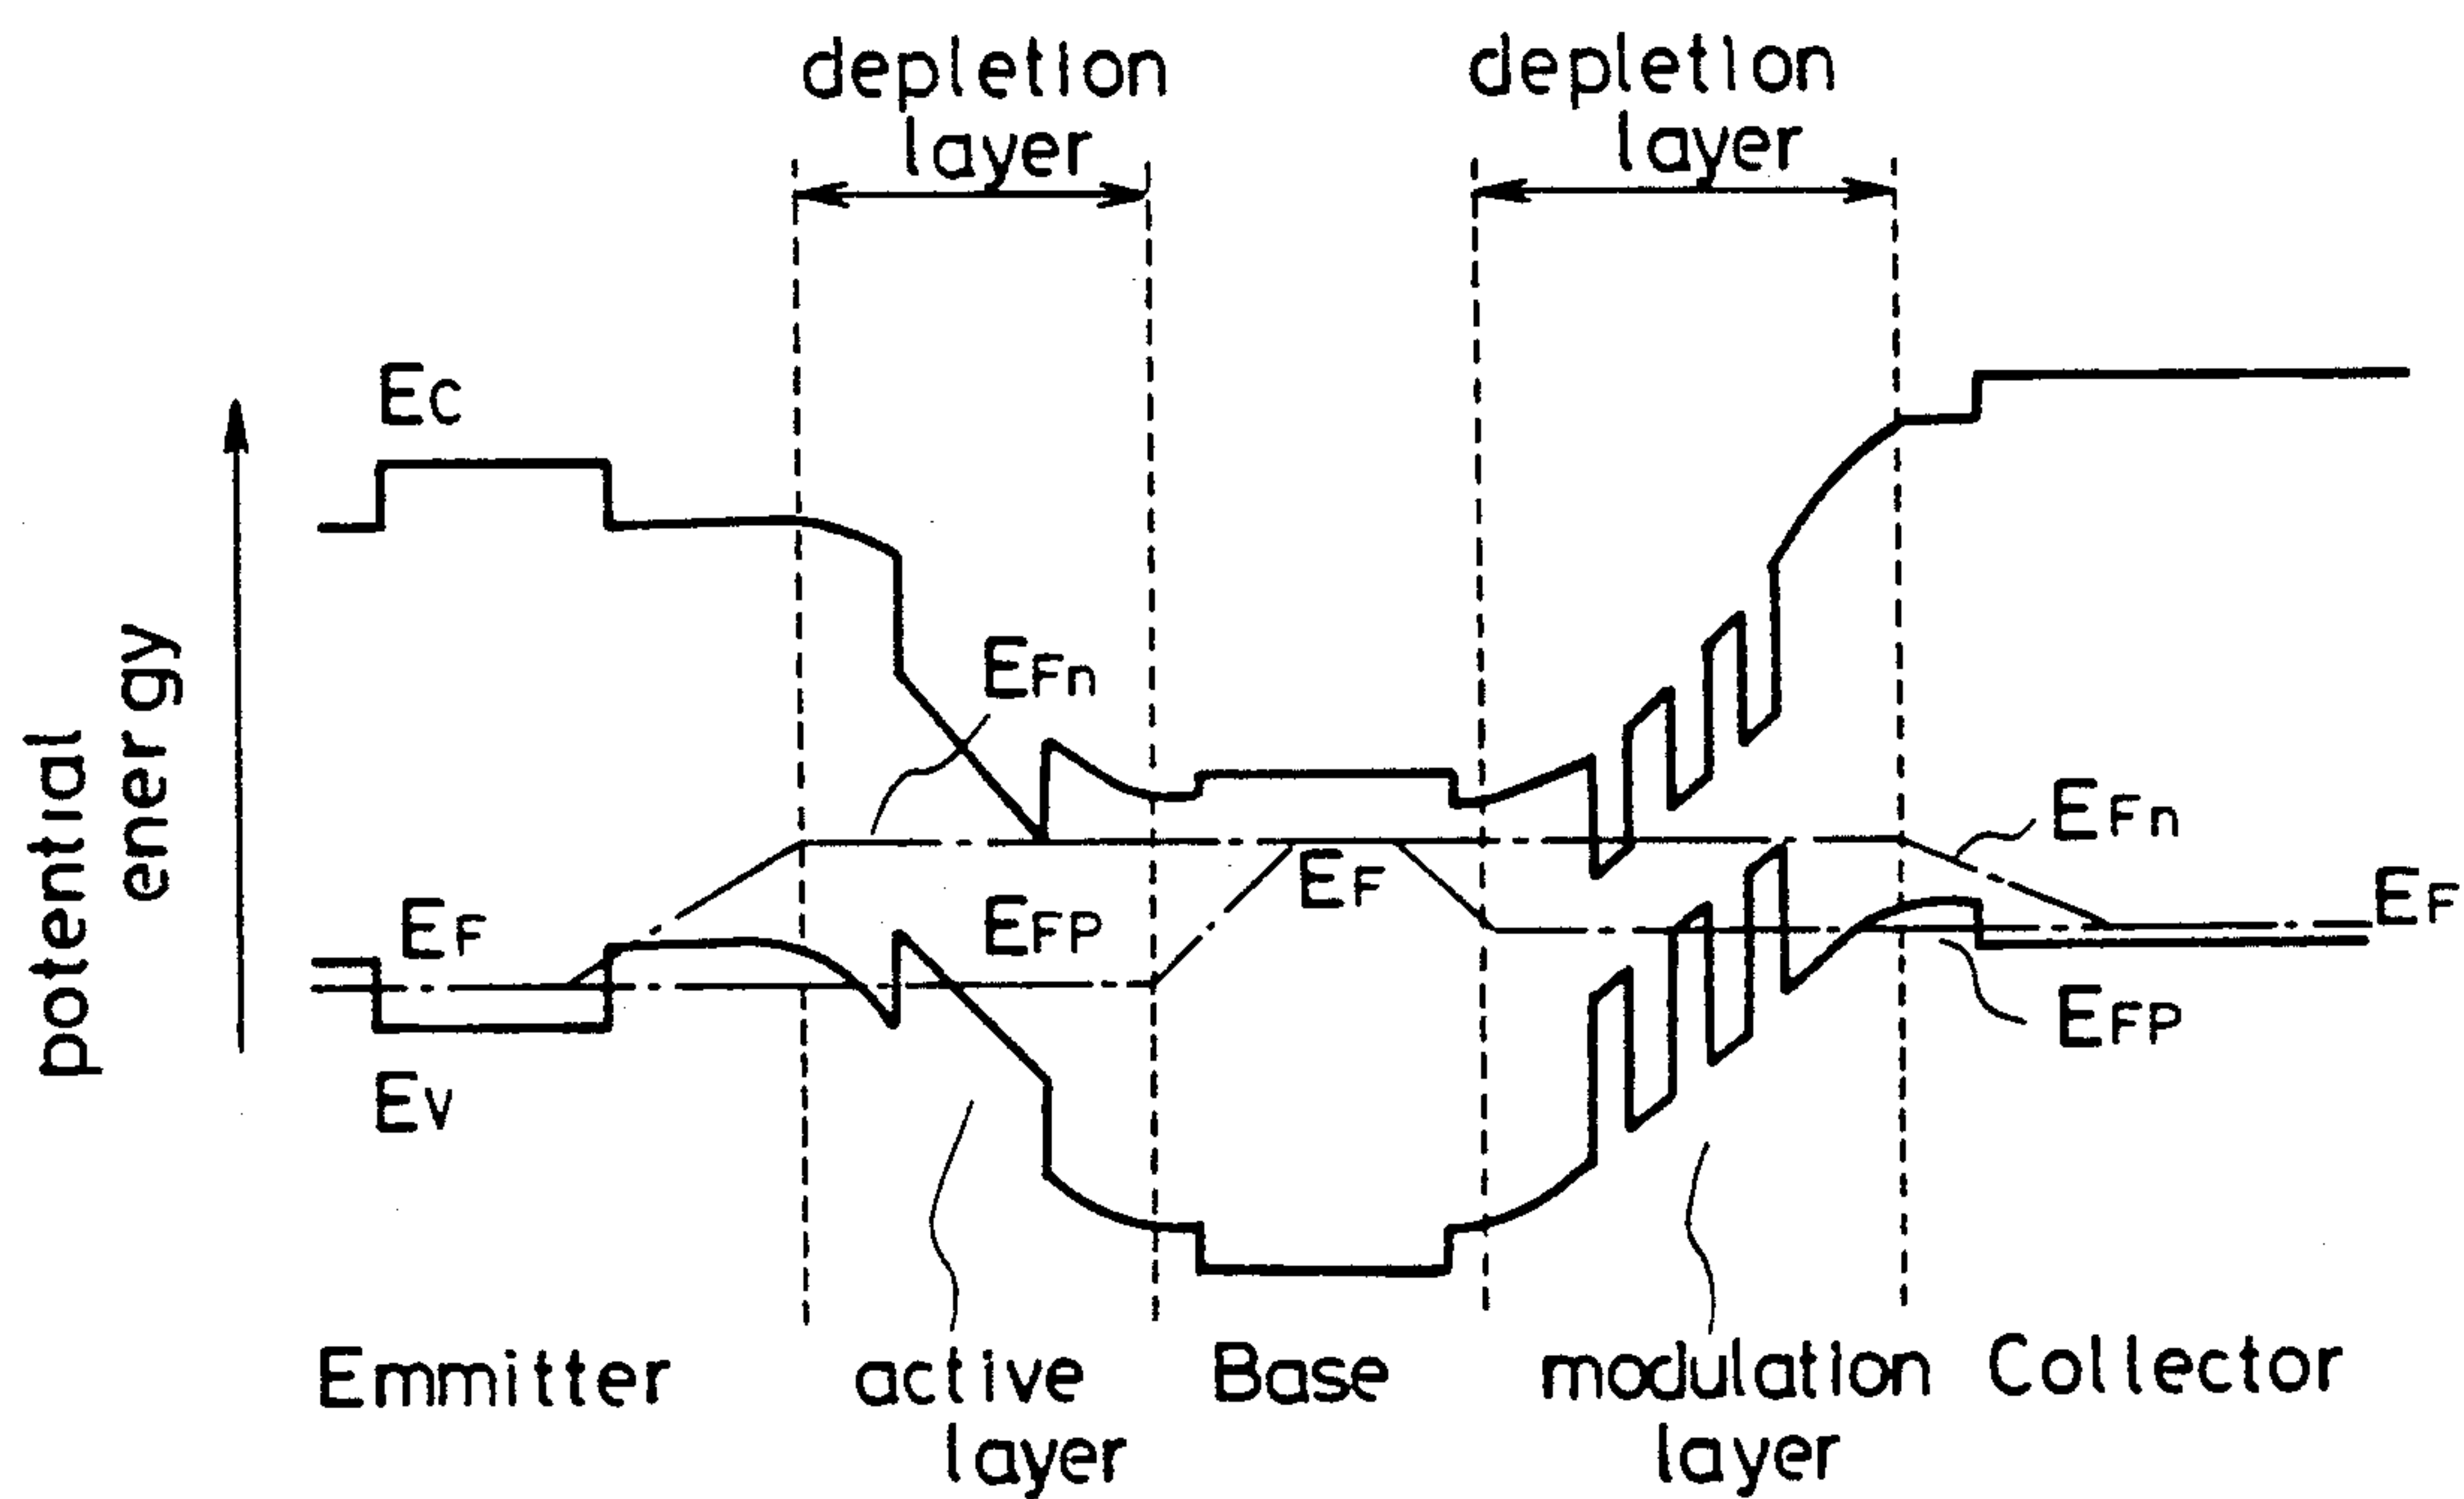 depletion
layer
depletion
layer
EC
EFn
EFn
EF
EF
EF
EFP
EFP
EV
potential
energy
Emmitter
active
layer
Base
modulation
layer
Collector